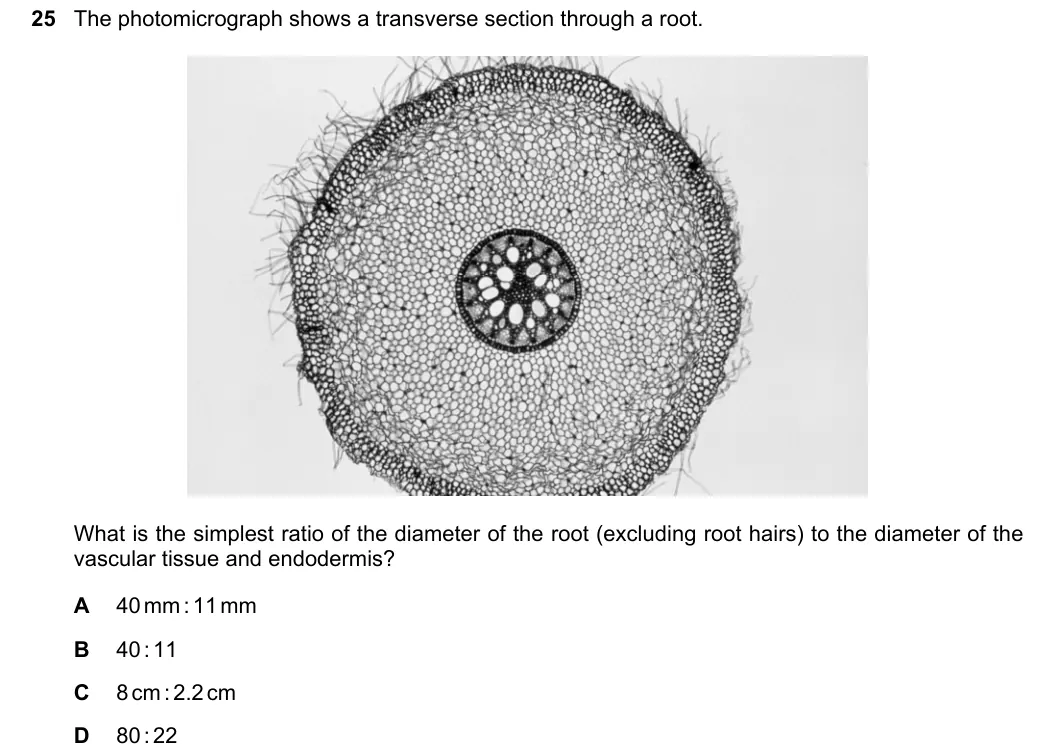 25 The photomicrograph shows a transverse section through a root.
What is the simplest ratio of the diameter of the root (excluding root hairs) to the diameter of the
vascular tissue and endodermis?
A 40 mm : 11 mm
B 40 : 11
C 8 cm : 2.2 cm
D 80 : 22